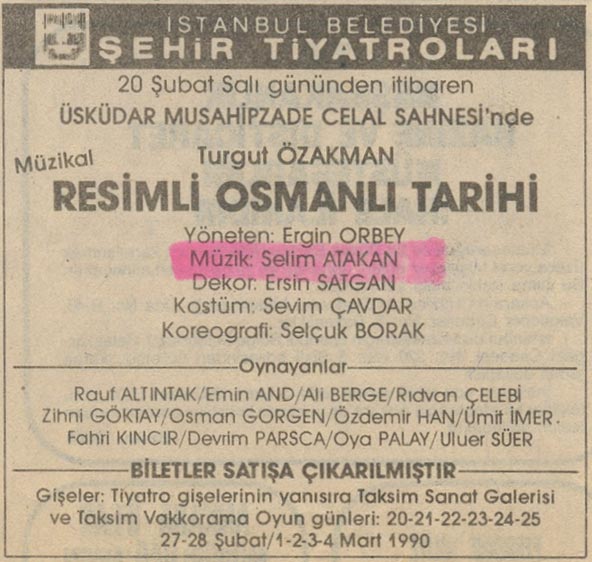 İSTANBUL BELEDİYESİ
ŞEHİR TİYATROLARI
20 Şubat Salı gününden itibaren
ÜSKÜDAR MUSAHİPZADE CELAL SAHNESİ'nde
Müzikal
Turgut ÖZAKMAN
RESİMLİ OSMANLI TARİHİ
Yöneten: Ergin ORBEY
Müzik: Selim ATAKAN
Dekor: Ersin SATGAN
Kostüm: Sevim ÇAVDAR
Koreografi: Selçuk BORAK
Oynayanlar
Rauf ALTINTAK/Emin AND/Ali BERGE/Rıdvan ÇELEBİ
Zihni GÖKTAY/Osman GÖRGEN/Özdemir HAN/Ümit İMER.
Fahri KINCIR/Devrim PARSCA/Oya PALAY/Uluer SÜER
BİLETLER SATIŞA ÇIKARILMIŞTIR
Gişeler: Tiyatro gişelerinin yanısıra Taksim Sanat Galerisi
ve Taksim Vakkorama Oyun günleri: 20-21-22-23-24-25
27-28 Şubat/1-2-3-4 Mart 1990